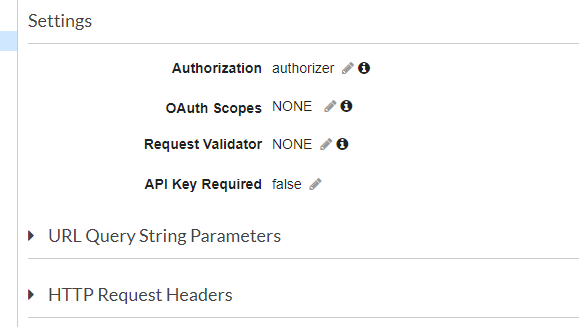 Settings
Authorization authorizer
OAuth Scopes NONE
Request Validator NONE
API Key Required false
URL Query String Parameters
HTTP Request Headers